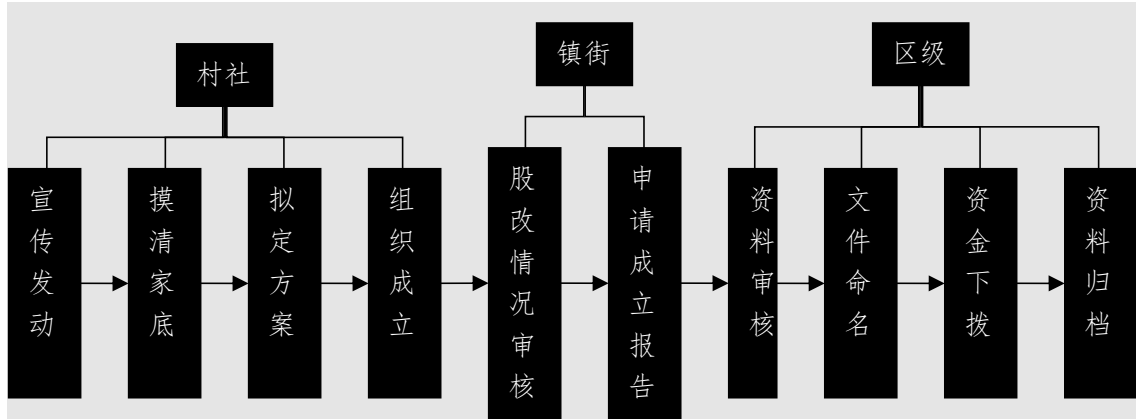 村社
镇街
区级
宣传发动
摸清家底
拟定方案
组织成立
股改情况审核
申请成立报告
资料审核
文件命名
资金下拨
资料归档